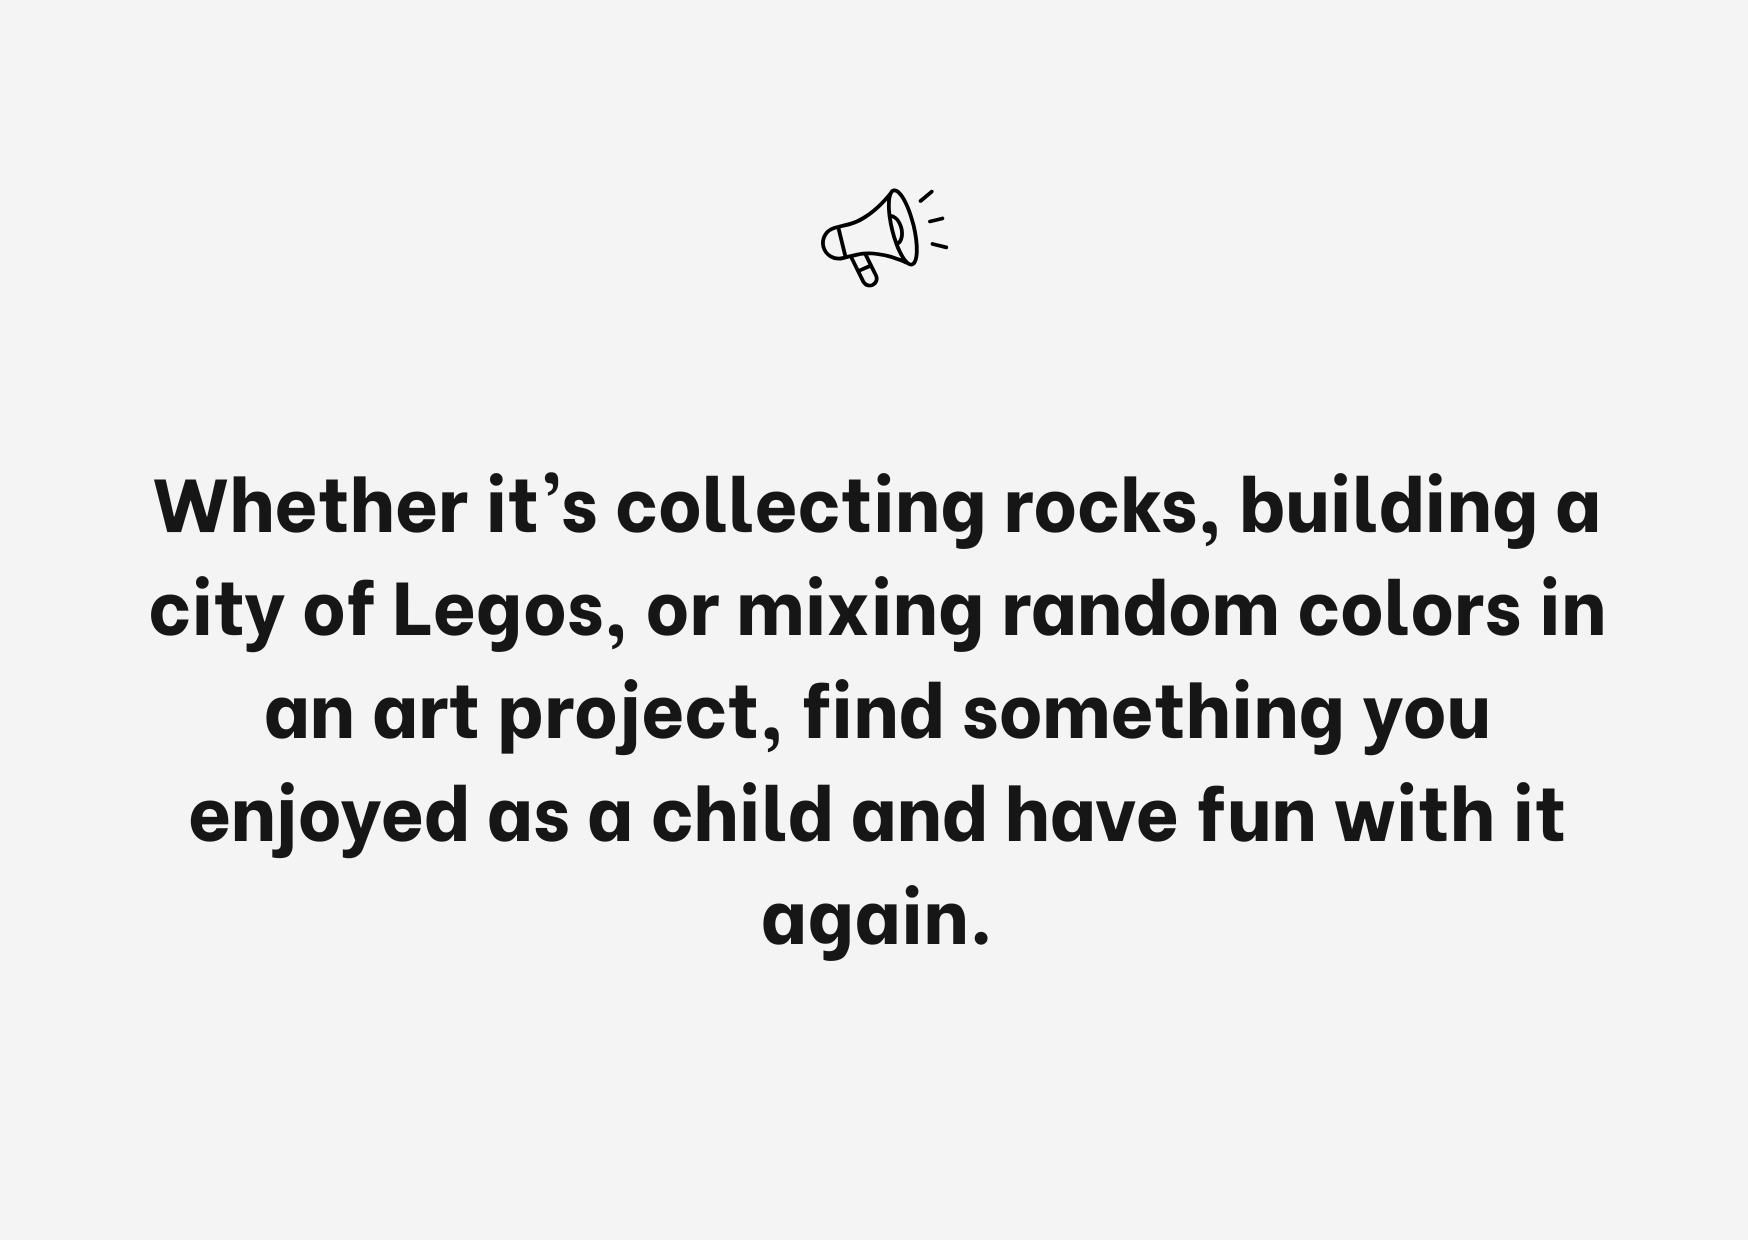 Whether it’s collecting rocks, building a
city of Legos, or mixing random colors in
an art project, find something you
enjoyed as a child and have fun with it
again.